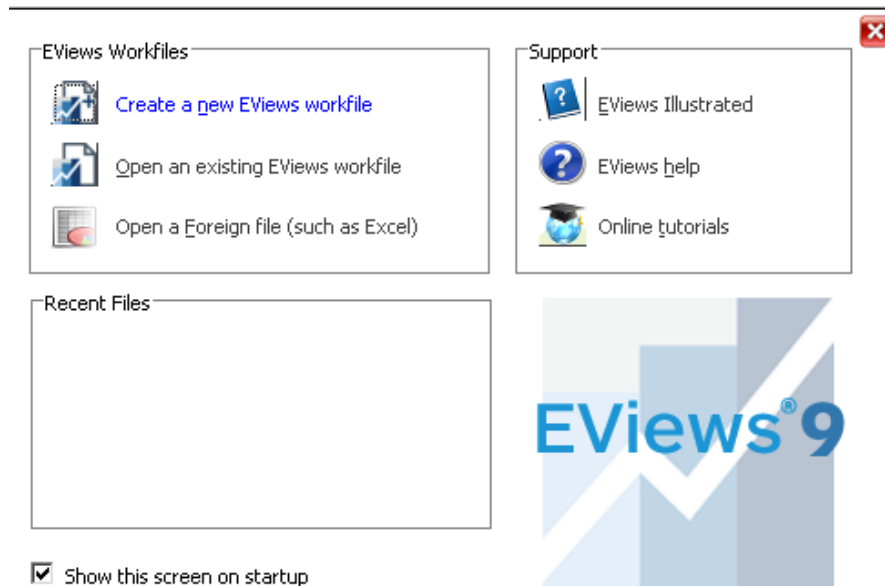 EViews Workfiles
Create a new EViews workfile
Open an existing EViews workfile
Open a Foreign file (such as Excel)
Support
?
EViews Illustrated
?
EViews help
Online tutorials
Recent Files
EViews®9
Show this screen on startup